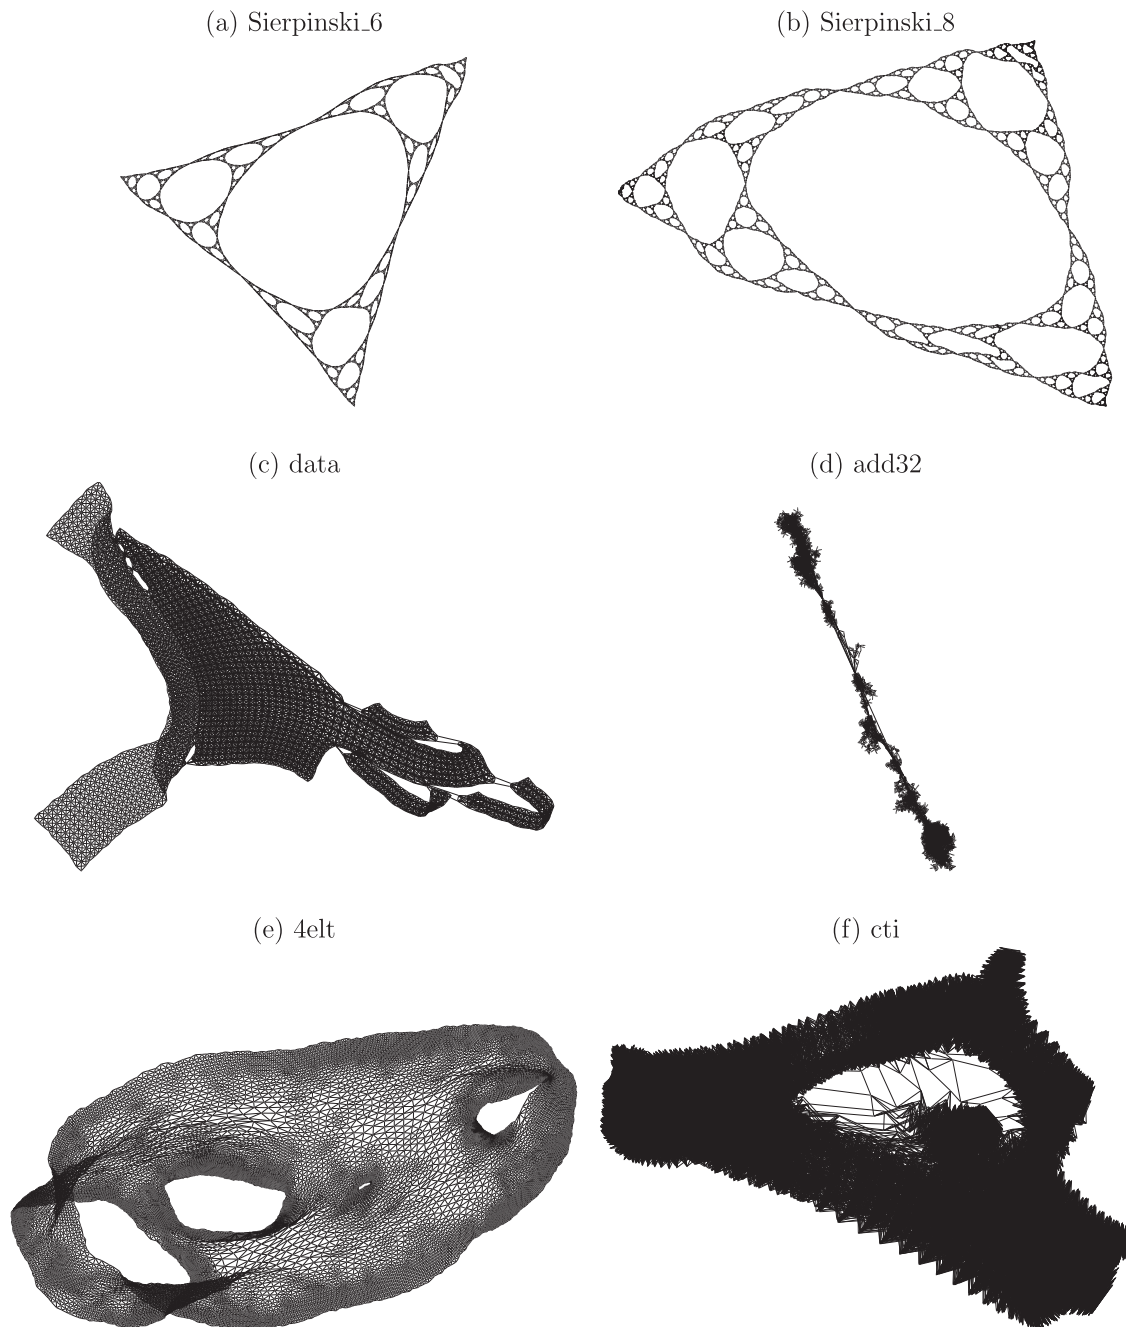 (a) Sierpinski_6
(b) Sierpinski_8
(c) data
(d) add32
(e) 4elt
(f) cti